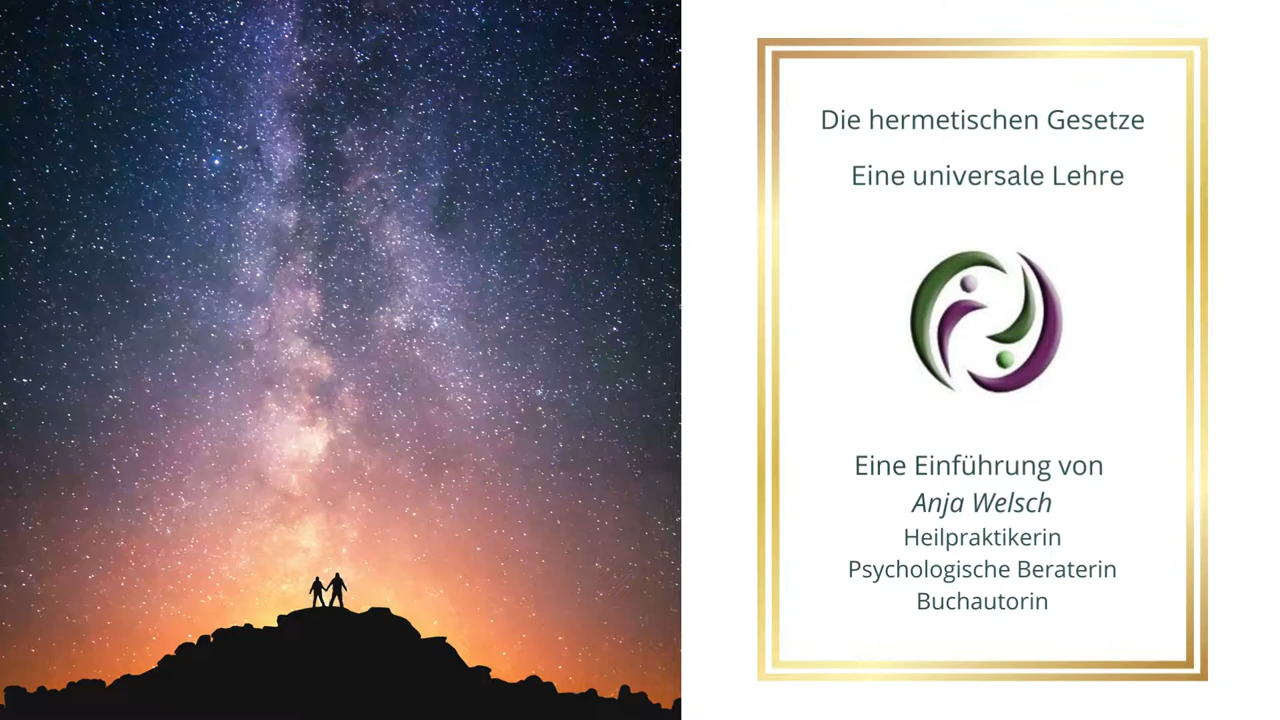 Die hermetischen Gesetze
Eine universale Lehre
Eine Einführung von
Anja Welsch
Heilpraktikerin
Psychologische Beraterin
Buchautorin